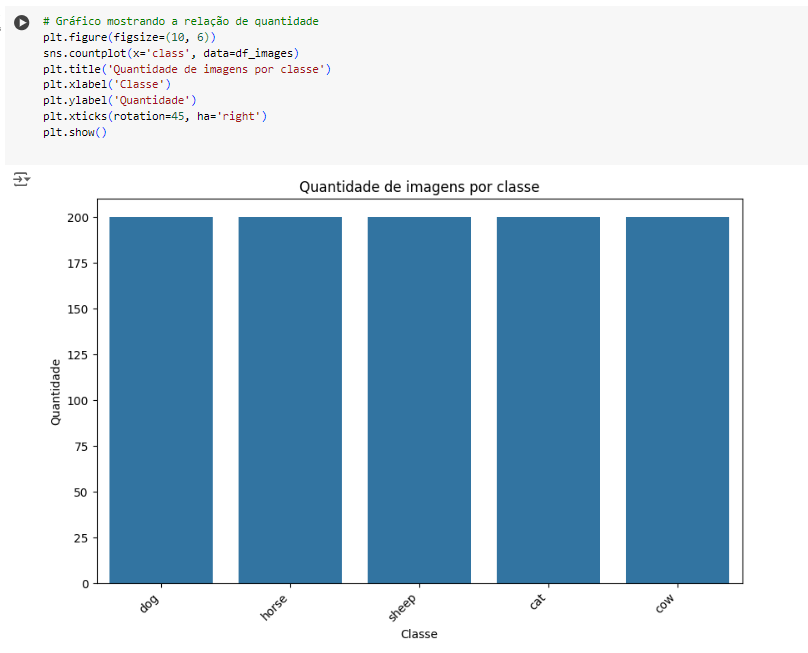 # Gráfico mostrando a relação de quantidade
plt.figure(figsize=(10, 6))
sns.countplot(x='class', data=df_images)
plt.title('Quantidade de imagens por classe')
plt.xlabel('Classe')
plt.ylabel('Quantidade')
plt.xticks(rotation=45, ha='right')
plt.show()
Quantidade de imagens por classe
200
175
150
125
100
75
50
25
0
Quantidade
dog
horse
sheep
cat
cow
Classe